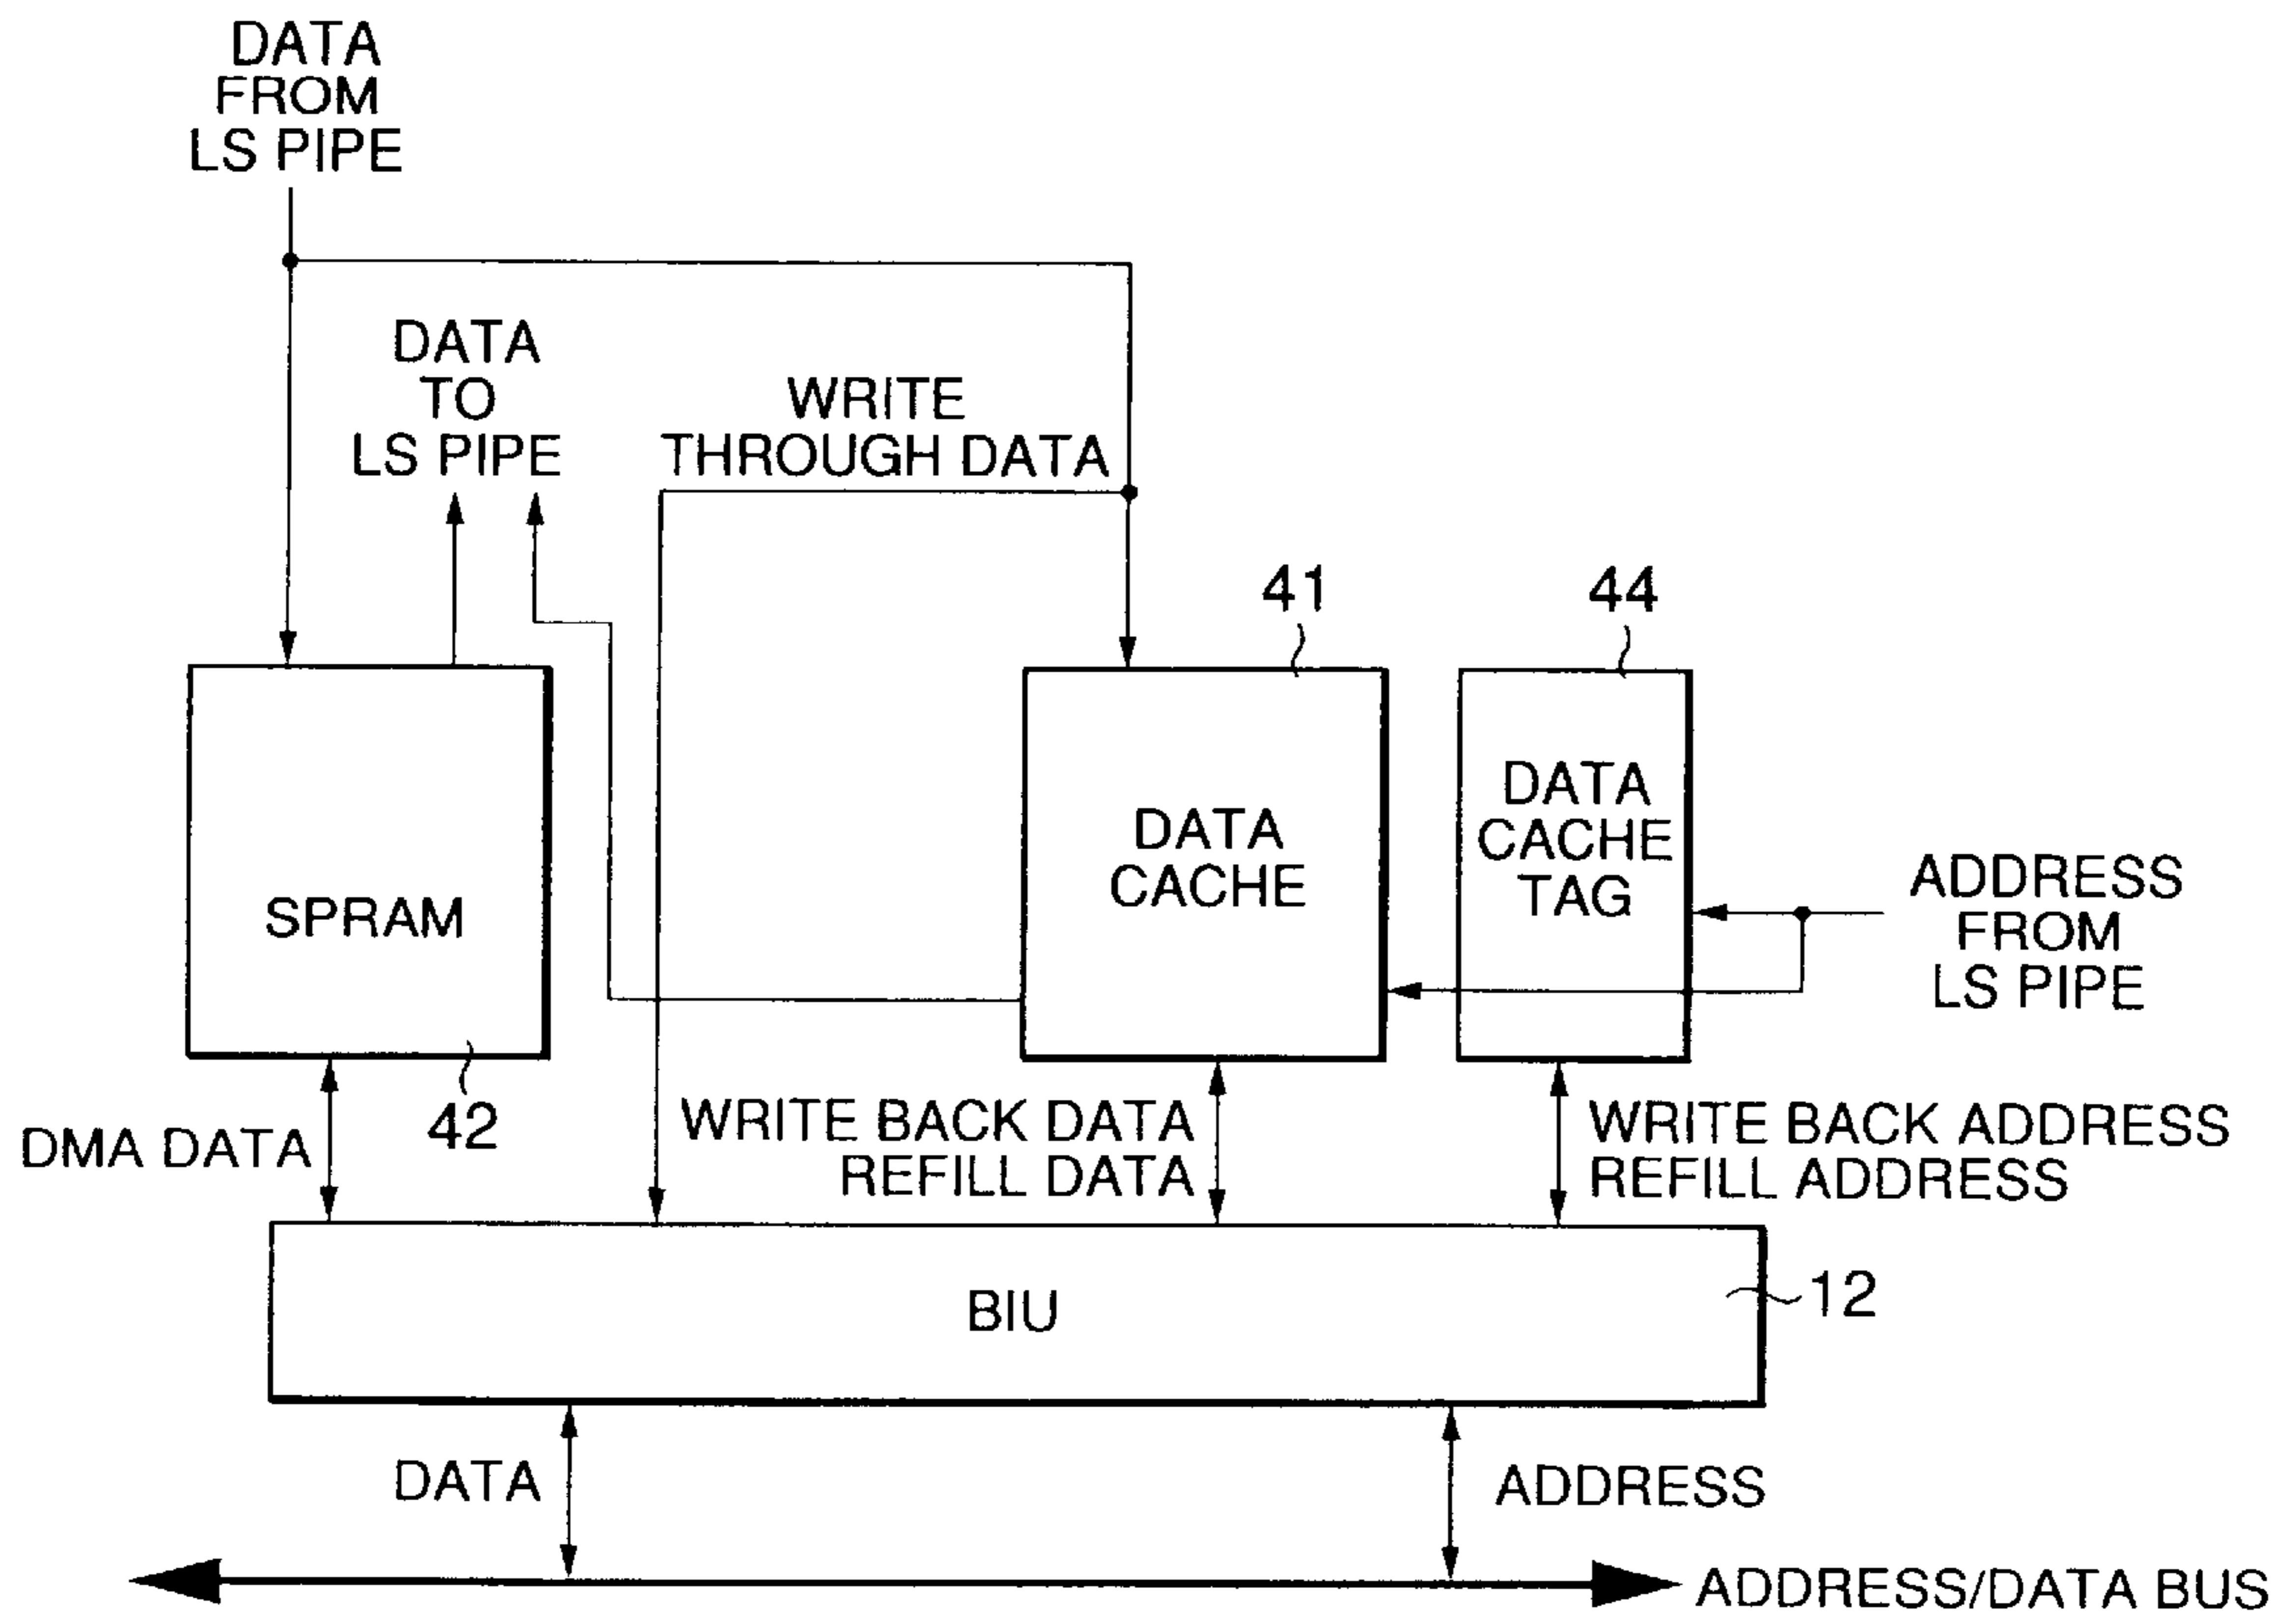 DATA
FROM
LS PIPE
DATA
TO
LS PIPE
WRITE
THROUGH DATA
41
44
SPRAM
DATA
CACHE
DATA
CACHE
TAG
ADDRESS
FROM
LS PIPE
42
DMA DATA
WRITE BACK DATA
REFILL DATA
WRITE BACK ADDRESS
REFILL ADDRESS
BIU
12
DATA
ADDRESS
ADDRESS/DATA BUS